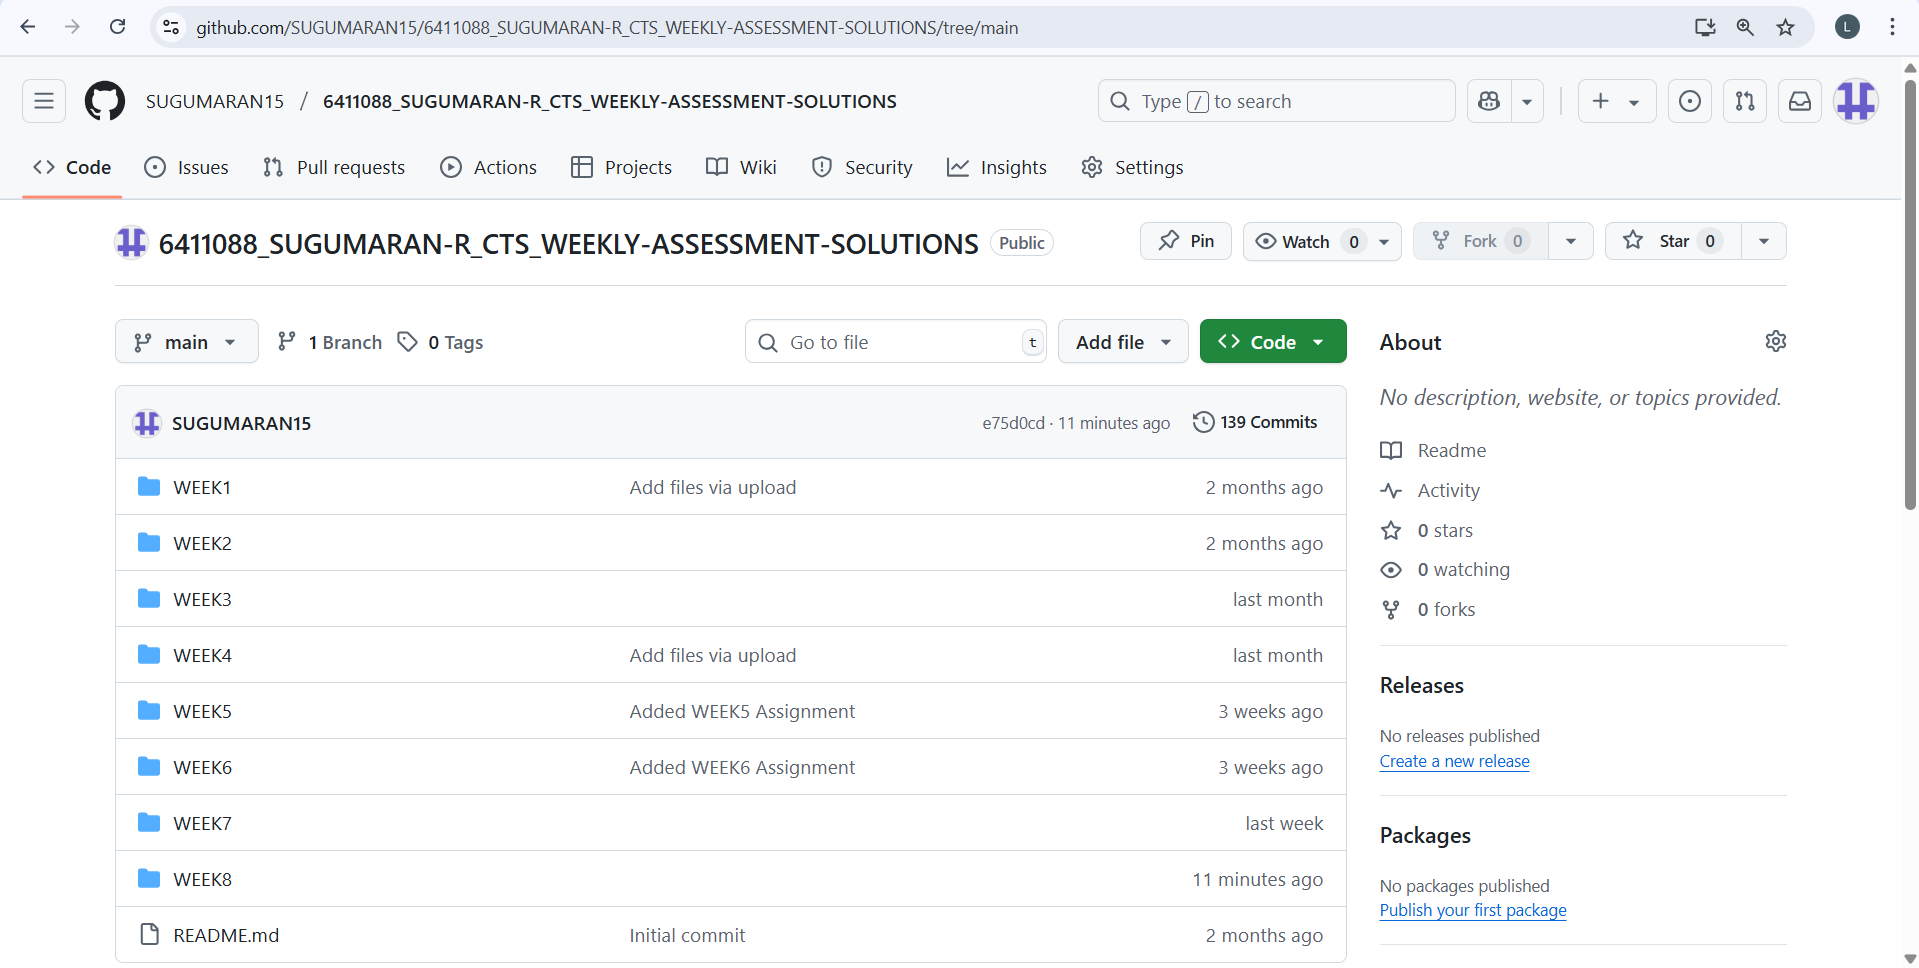 github.com/SUGUMARAN15/6411088_SUGUMARAN-R_CTS_WEEKLY-ASSESSMENT-SOLUTIONS/tree/main
L
SUGUMARAN15 / 6411088_SUGUMARAN-R_CTS_WEEKLY-ASSESSMENT-SOLUTIONS
Type / to search
Code Issues Pull requests Actions Projects Wiki Security Insights Settings
6411088_SUGUMARAN-R_CTS_WEEKLY-ASSESSMENT-SOLUTIONS Public
Pin Watch 0 Fork 0 Star 0
main 1 Branch 0 Tags Go to file t Add file Code
SUGUMARAN15 e75d0cd · 11 minutes ago 139 Commits
WEEK1 Add files via upload 2 months ago
WEEK2 2 months ago
WEEK3 last month
WEEK4 Add files via upload last month
WEEK5 Added WEEK5 Assignment 3 weeks ago
WEEK6 Added WEEK6 Assignment 3 weeks ago
WEEK7 last week
WEEK8 11 minutes ago
README.md Initial commit 2 months ago
About
No description, website, or topics provided.
Readme
Activity
0 stars
0 watching
0 forks
Releases
No releases published
Create a new release
Packages
No packages published
Publish your first package